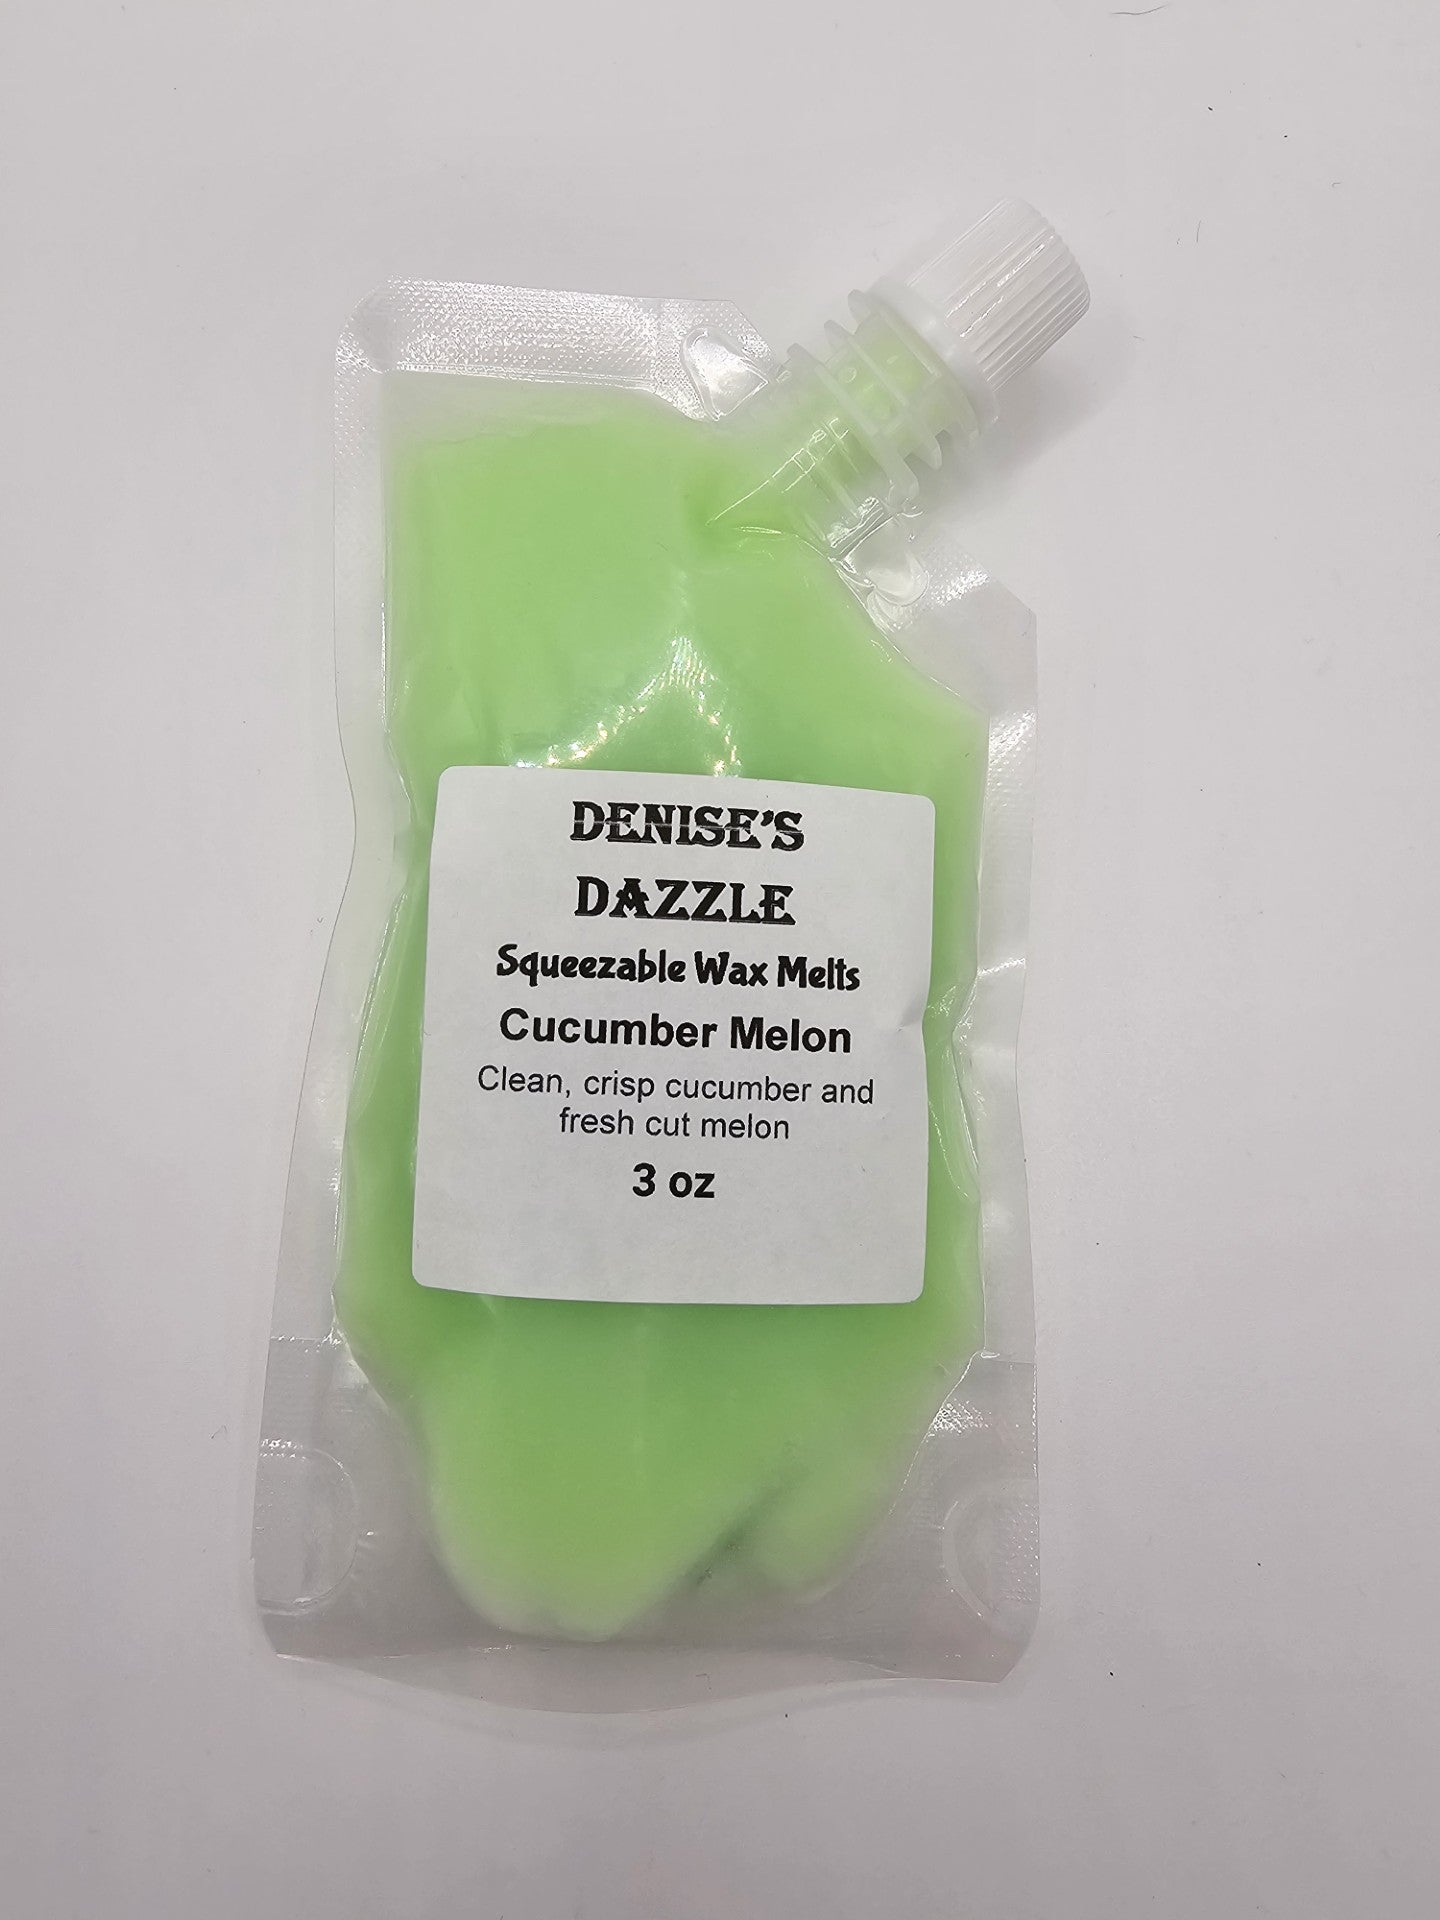 DENISE'S
DAZZLE
Squeezable Wax Melts
Cucumber Melon
Clean, crisp cucumber and
fresh cut melon
3 oz